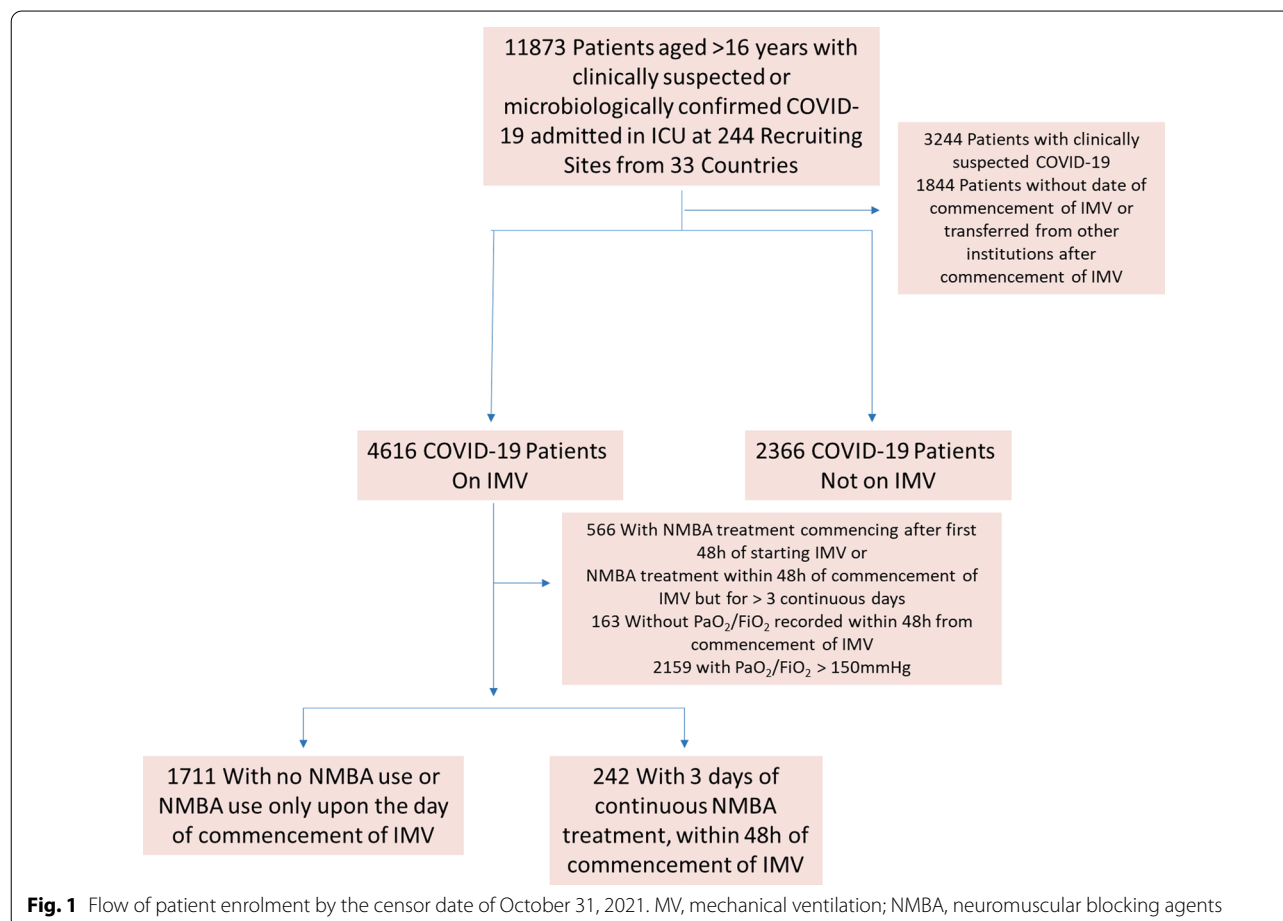 11873 Patients aged >16 years with
clinically suspected or
microbiologically confirmed COVID-
19 admitted in ICU at 244 Recruiting
Sites from 33 Countries
3244 Patients with clinically
suspected COVID-19
1844 Patients without date of
commencement of IMV or
transferred from other
institutions after
commencement of IMV
4616 COVID-19 Patients
On IMV
2366 COVID-19 Patients
Not on IMV
566 With NMBA treatment commencing after first
48h of starting IMV or
NMBA treatment within 48h of commencement of
IMV but for > 3 continuous days
163 Without PaO₂/FiO₂ recorded within 48h from
commencement of IMV
2159 with PaO₂/FiO₂ > 150mmHg
1711 With no NMBA use or
NMBA use only upon the day
of commencement of IMV
242 With 3 days of
continuous NMBA
treatment, within 48h of
commencement of IMV
Fig. 1 Flow of patient enrolment by the censor date of October 31, 2021. MV, mechanical ventilation; NMBA, neuromuscular blocking agents